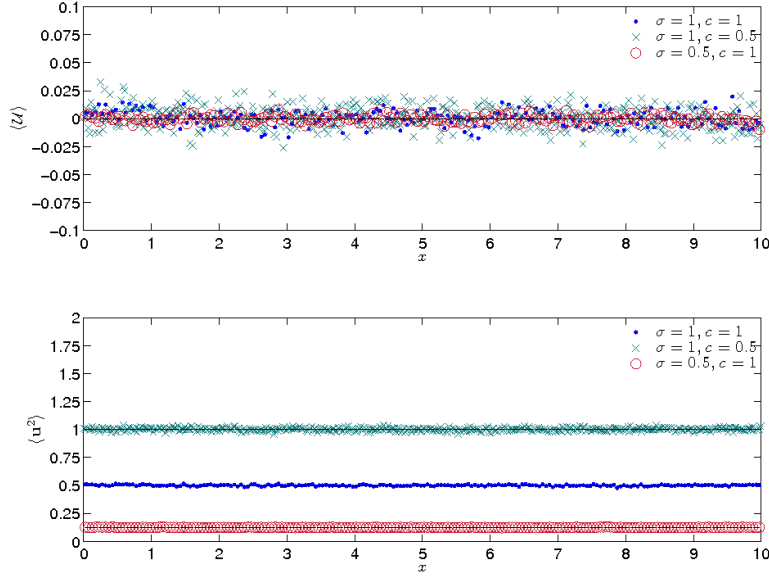 0.1
0.075
0.05
0.025
0
−0.025
−0.05
−0.075
−0.1
⟨𝒰⟩
σ = 1, c = 1
σ = 1, c = 0.5
σ = 0.5, c = 1
0 1 2 3 4 5 6 7 8 9 10
x
2
1.75
1.5
1.25
1
0.75
0.5
0.25
0
⟨u²⟩
σ = 1, c = 1
σ = 1, c = 0.5
σ = 0.5, c = 1
0 1 2 3 4 5 6 7 8 9 10
x